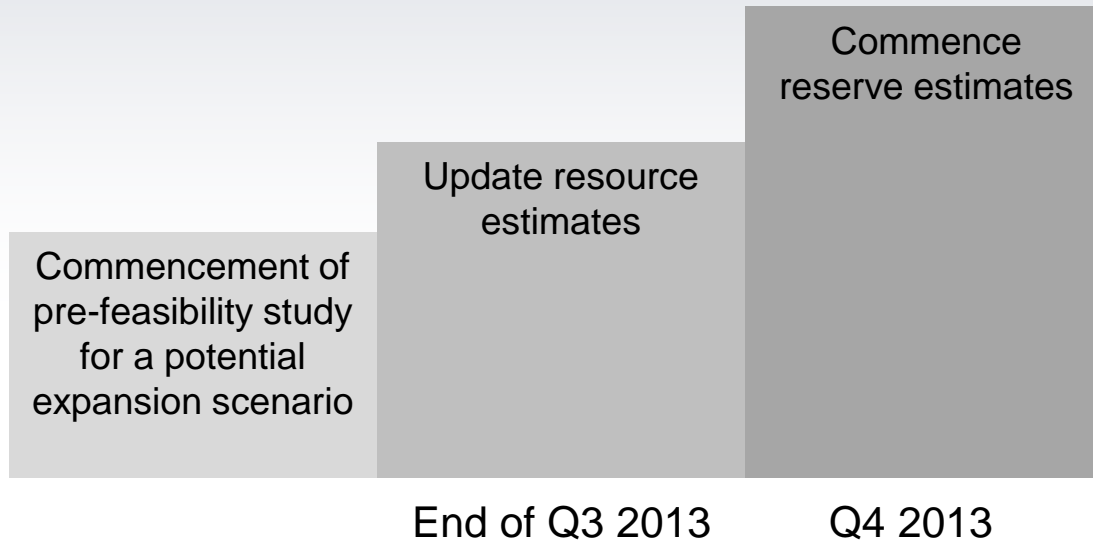 Commence
reserve estimates
Update resource
estimates
Commencement of
pre-feasibility study
for a potential
expansion scenario
End of Q3 2013
Q4 2013